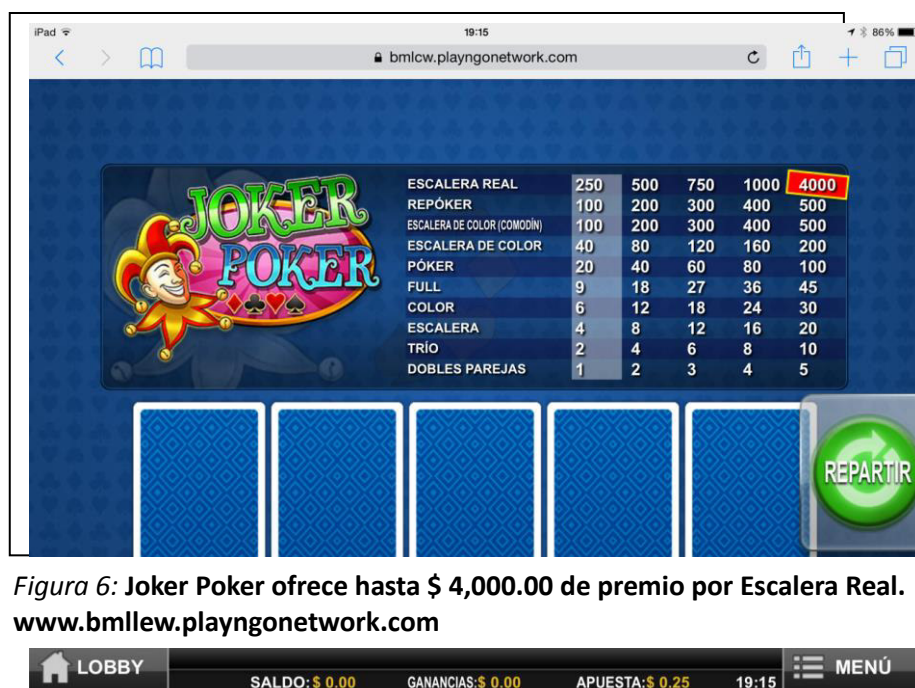 iPad 19:15 86%
bmlcw.playngonetwork.com
JOKER POKER
ESCALERA REAL 250 500 750 1000 4000
REPÓKER 100 200 300 400 500
ESCALERA DE COLOR (COMODÍN) 100 200 300 400 500
ESCALERA DE COLOR 40 80 120 160 200
PÓKER 20 40 60 80 100
FULL 9 18 27 36 45
COLOR 6 12 18 24 30
ESCALERA 4 8 12 16 20
TRÍO 2 4 6 8 10
DOBLES PAREJAS 1 2 3 4 5
REPARTIR
Figura 6: Joker Poker ofrece hasta $ 4,000.00 de premio por Escalera Real.
www.bmllew.playngonetwork.com
LOBBY SALDO:$ 0.00 GANANCIAS:$ 0.00 APUESTA:$ 0.25 19:15 MENÚ